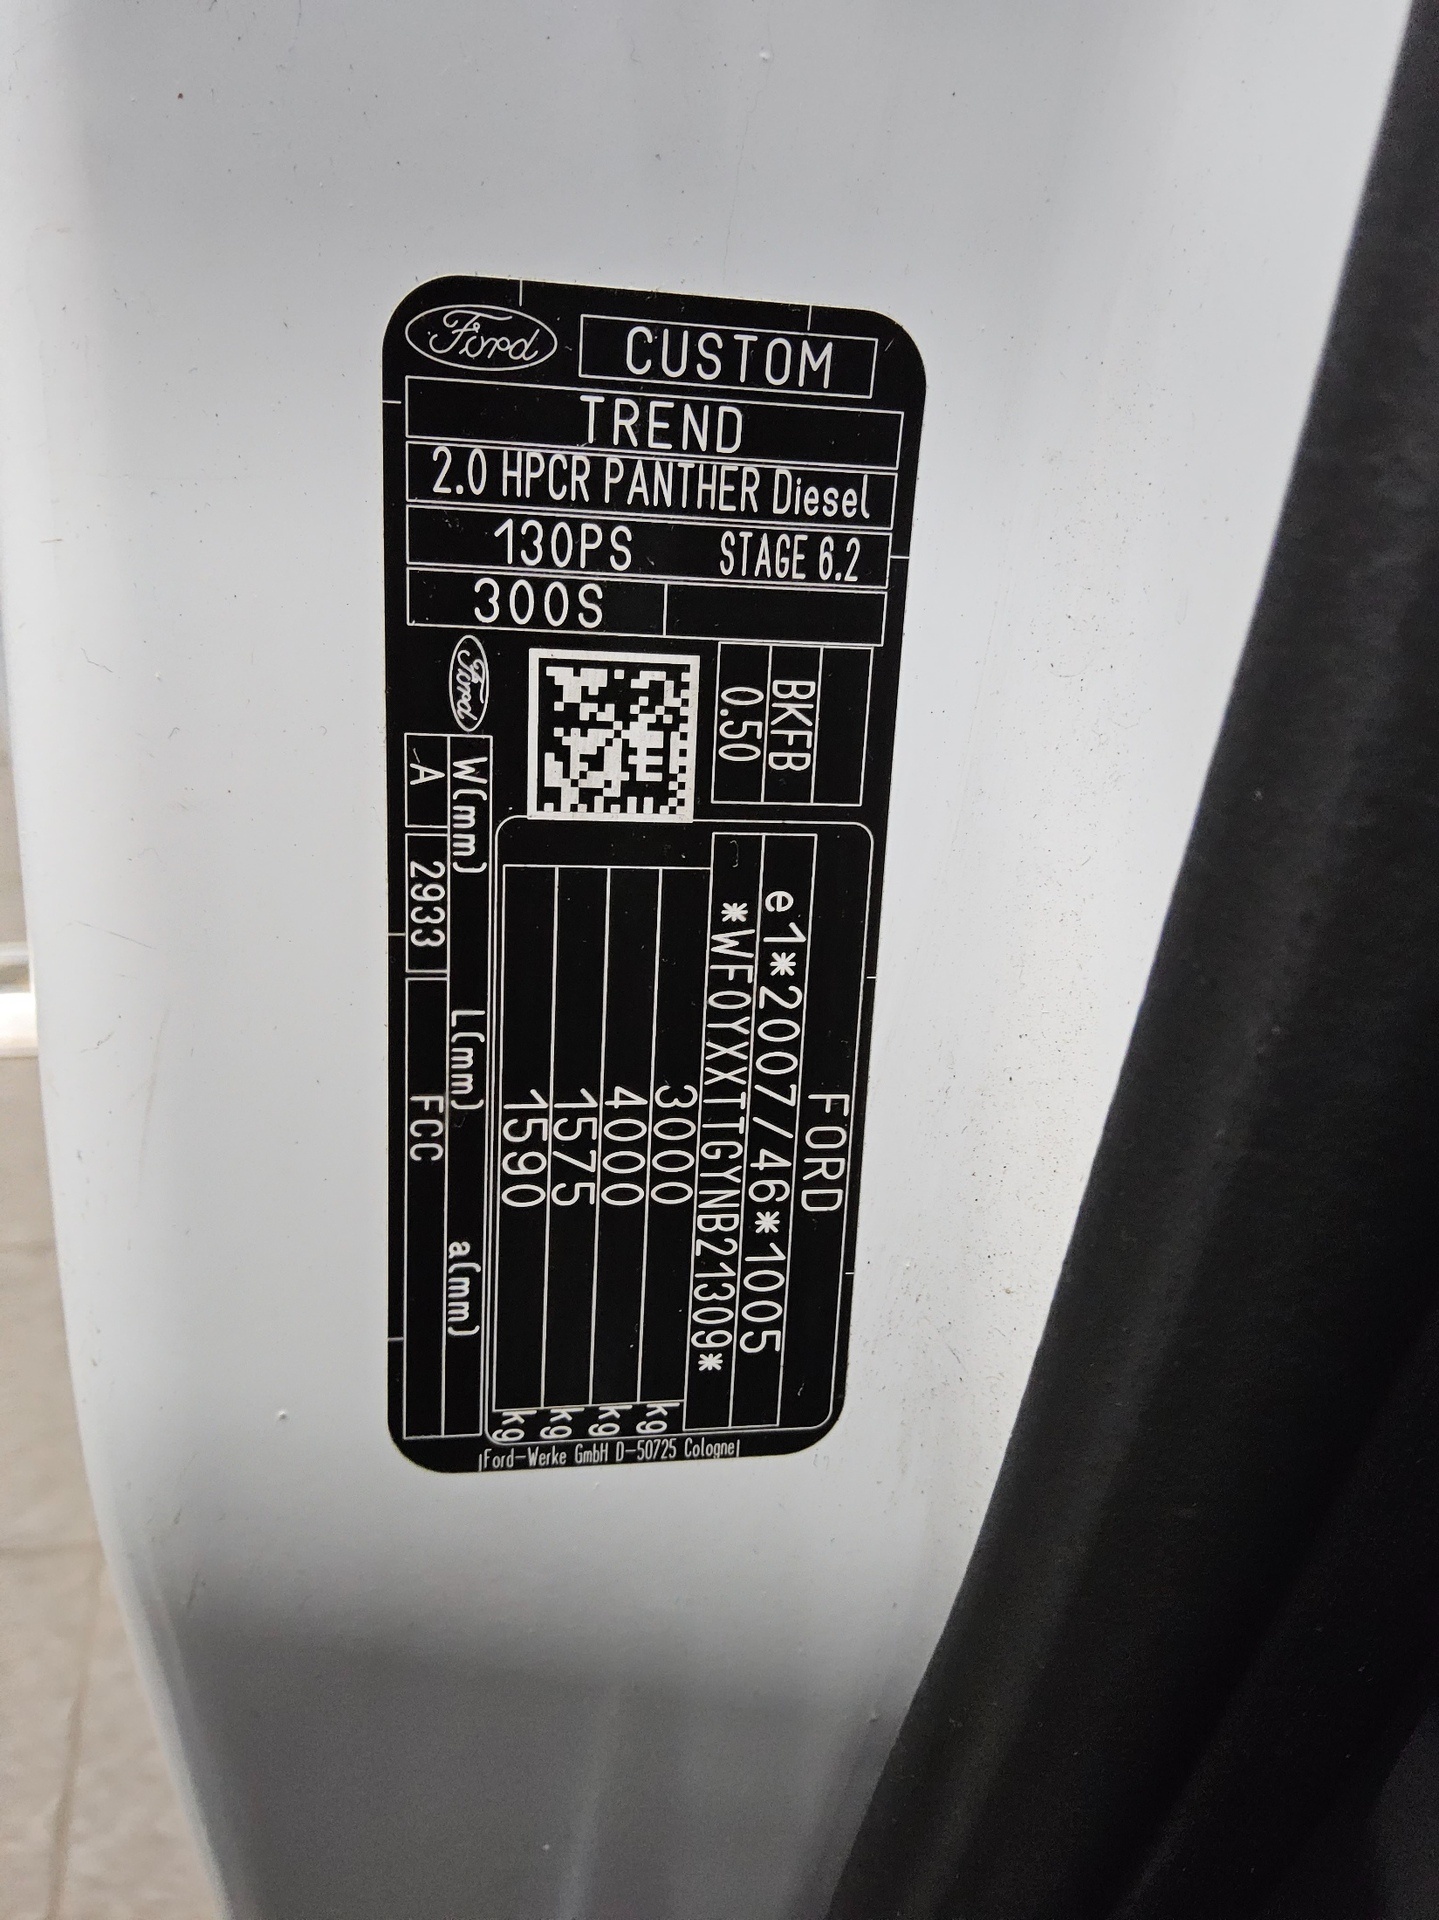 Ford
CUSTOM
TREND
2.0 HPCR PANTHER Diesel
130PS STAGE 6.2
300S
Ford
BKFB
0.50
FORD
e1*2007/46*1005
*WF0YXXTTGYNB21309*
3000 kg
4000 kg
1575 kg
1590 kg
W(mm) L(mm) a(mm)
A 2933 FCC
Ford-Werke GmbH D-50725 Cologne